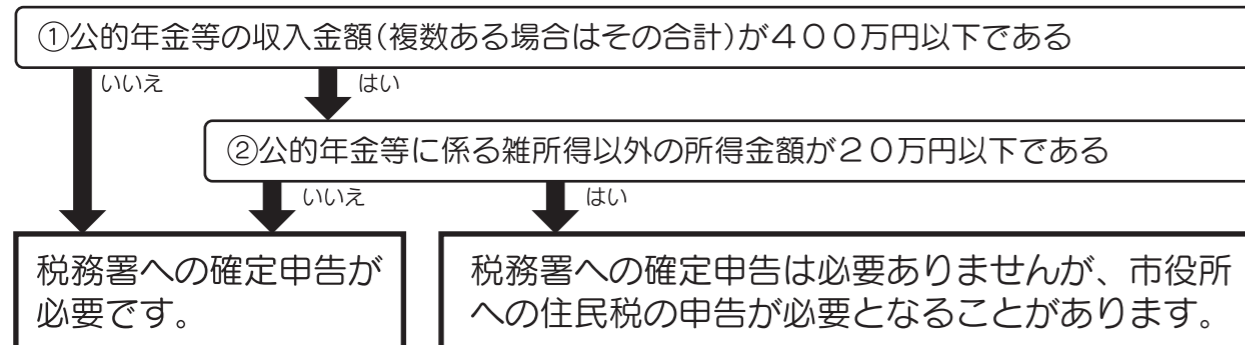 ①公的年金等の収入金額(複数ある場合はその合計)が４００万円以下である
いいえ
はい
②公的年金等に係る雑所得以外の所得金額が２０万円以下である
いいえ
はい
税務署への確定申告が
必要です。
税務署への確定申告は必要ありませんが、市役所
への住民税の申告が必要となることがあります。